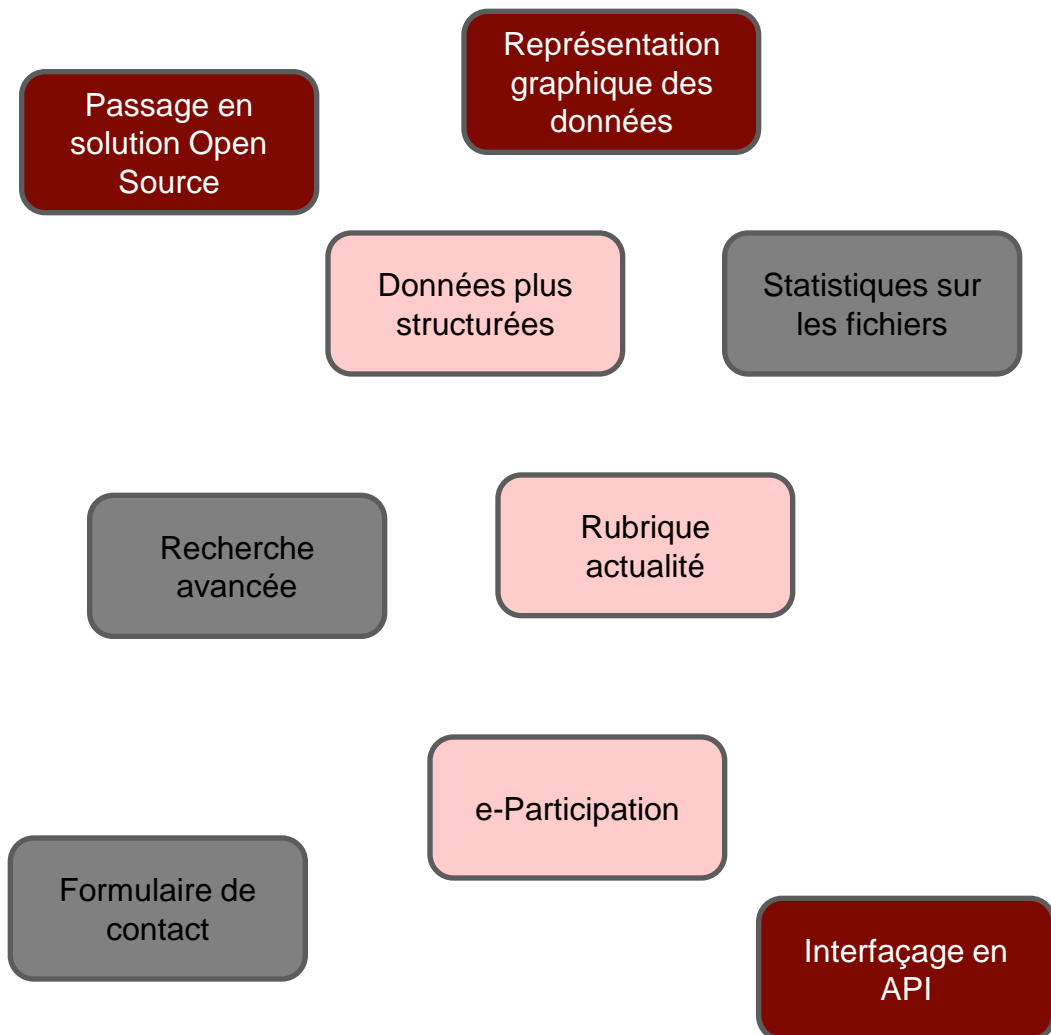 Représentation
graphique des
données
Passage en
solution Open
Source
Données plus
structurées
Statistiques sur
les fichiers
Recherche
avancée
Rubrique
actualité
e-Participation
Formulaire de
contact
Interfaçage en
API